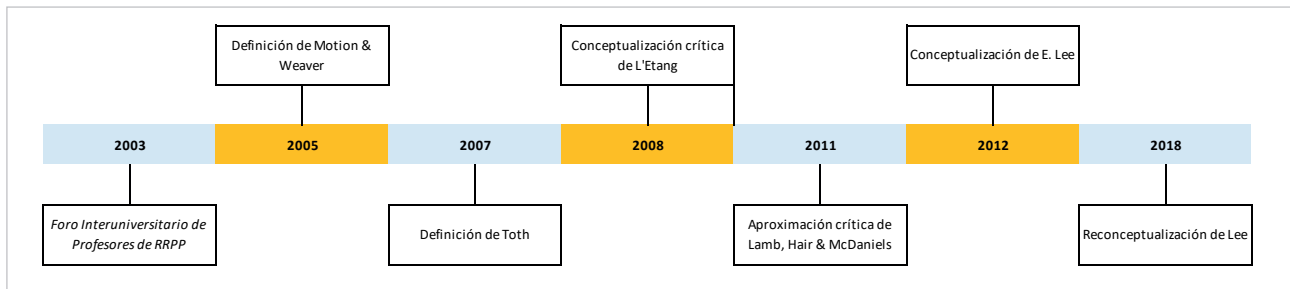 Definición de Motion &
Weaver
Conceptualización crítica
de L'Etang
Conceptualización de E. Lee
2003
2005
2007
2008
2011
2012
2018
Foro Interuniversitario de
Profesores de RRPP
Definición de Toth
Aproximación crítica de
Lamb, Hair & McDaniels
Reconceptualización de Lee